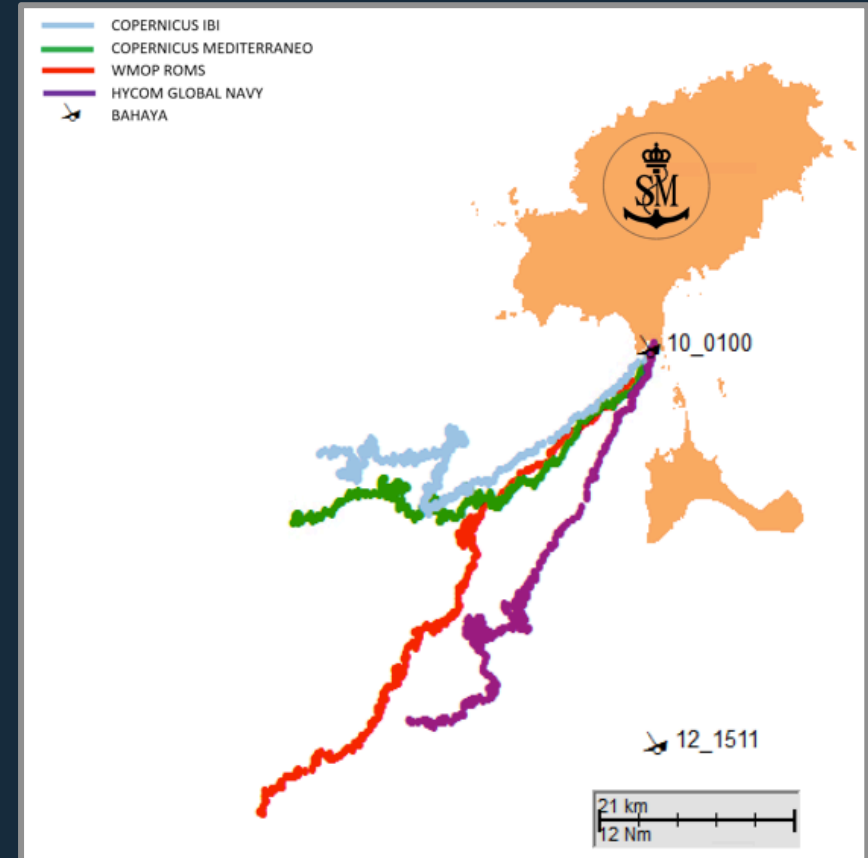 COPERNICUS IBI
COPERNICUS MEDITERRANEO
WMOP ROMS
HYCOM GLOBAL NAVY
BAHAYA
SM
10_0100
12_1511
21 km
12 Nm